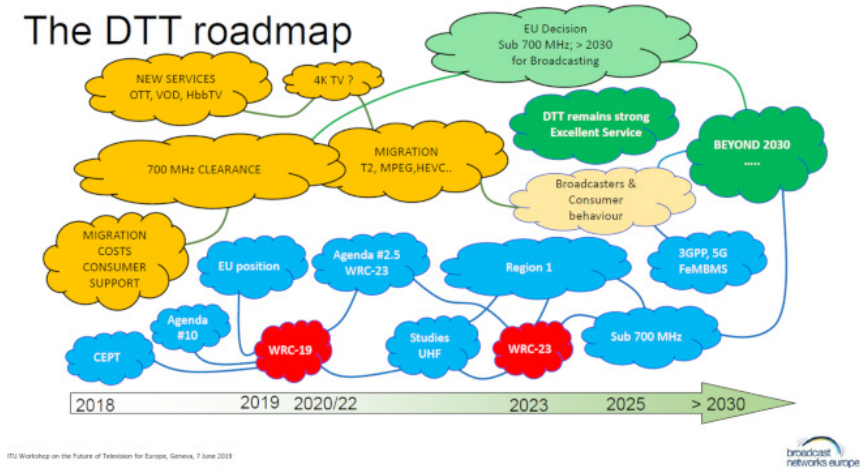 The DTT roadmap
EU Decision
Sub 700 MHz; > 2030
for Broadcasting
NEW SERVICES
OTT, VOD, HbbTV
4K TV ?
DTT remains strong
Excellent Service
BEYOND 2030
.....
700 MHz CLEARANCE
MIGRATION
T2, MPEG,HEVC..
Broadcasters &
Consumer
behaviour
MIGRATION
COSTS
CONSUMER
SUPPORT
EU position
Agenda #2.5
WRC-23
Region 1
3GPP, 5G
FeMBMS
Agenda
#10
CEPT
WRC-19
Studies
UHF
WRC-23
Sub 700 MHz
2018
2019
2020/22
2023
2025
> 2030
ITU Workshop on the Future of Television for Europe, Geneva, 7 June 2019
broadcast
networks europe